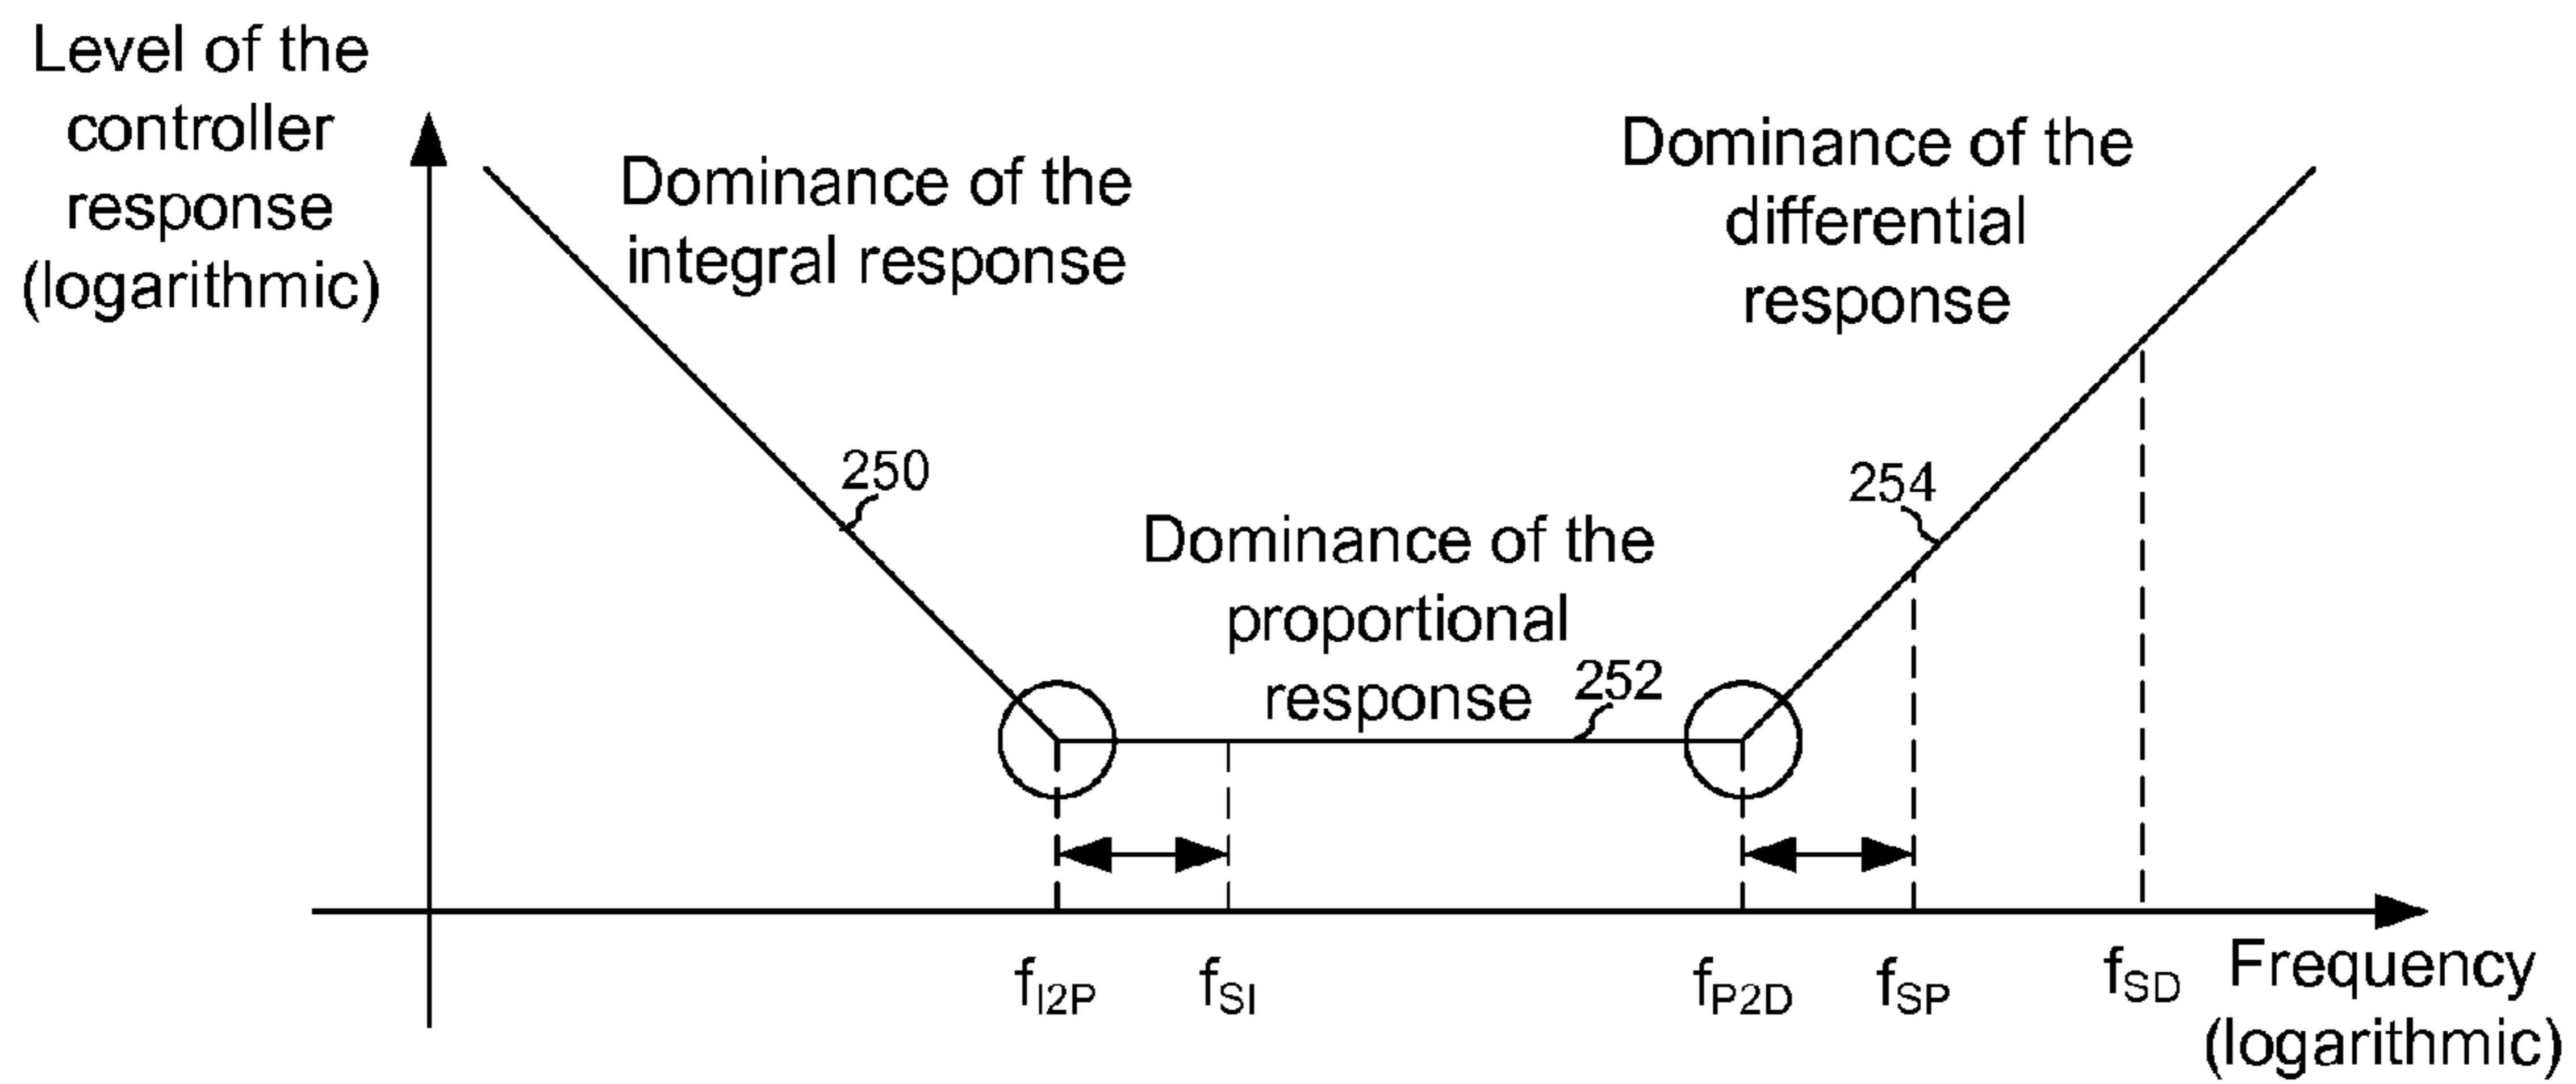 Level of the
controller
response
(logarithmic)
Dominance of the
integral response
Dominance of the
differential
response
250
254
Dominance of the
proportional
response
252
fI2P
fSI
fP2D
fSP
fSD
Frequency
(logarithmic)